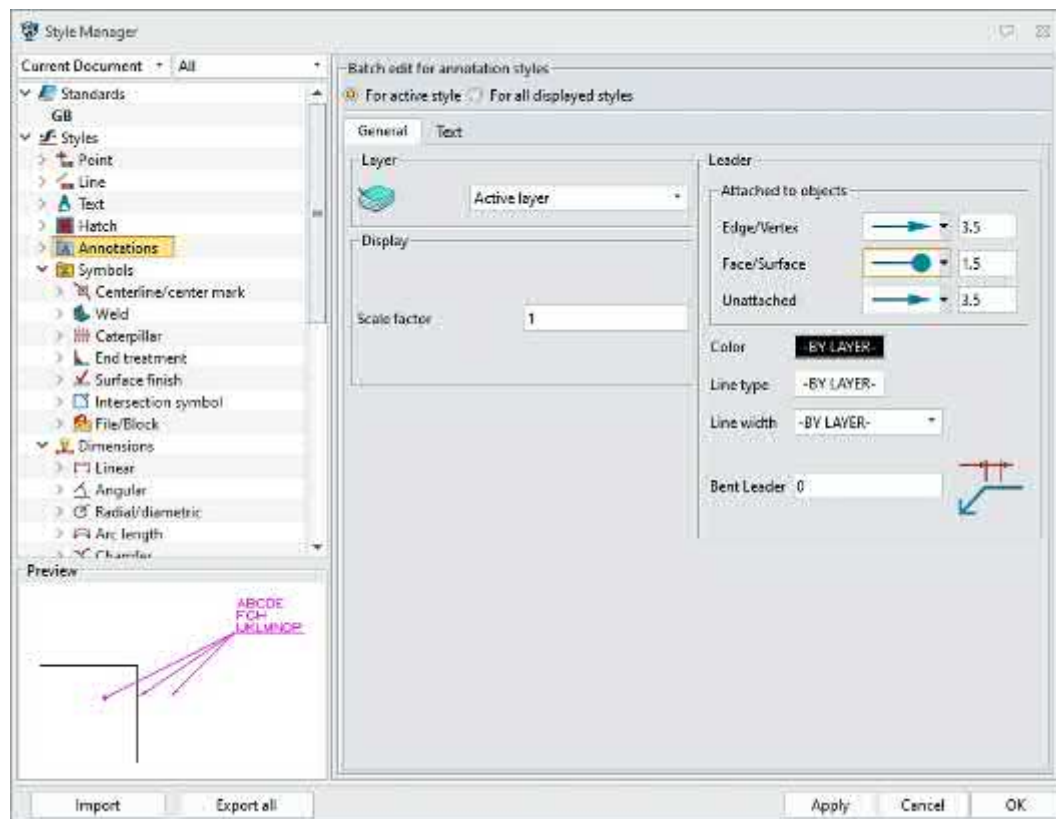 Style Manager
Current Document All
Standards
GB
Styles
Point
Line
Text
Hatch
Annotations
Symbols
Centerline/center mark
Weld
Caterpillar
End treatment
Surface finish
Intersection symbol
File/Block
Dimensions
Linear
Angular
Radial/diametric
Arc length
Chamfer
Preview
ABCDE
FGH
IJKLMNOP
Import Export all
Batch edit for annotation styles
For active style For all displayed styles
General Text
Layer
Active layer
Display
Scale factor 1
Leader
Attached to objects
Edge/Vertex 3.5
Face/Surface 1.5
Unattached 3.5
Color -BY LAYER-
Line type -BY LAYER-
Line width -BY LAYER-
Bent Leader 0
Apply Cancel OK